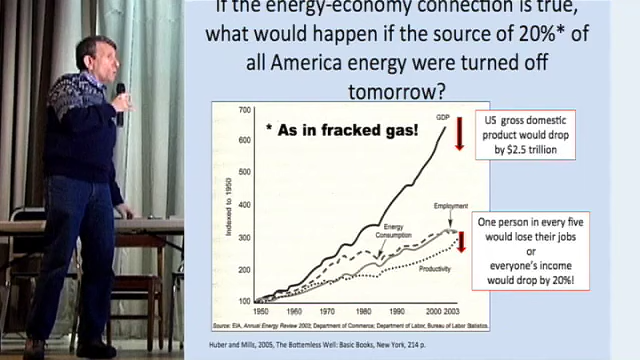 If the energy-economy connection is true,
what would happen if the source of 20%* of
all America energy were turned off
tomorrow?
700
600
500
400
300
200
100
Indexed to 1950
* As in fracked gas!
GDP
Employment
Energy
Consumption
Productivity
1950
1960
1970
1980
1990
2000 2003
Source: EIA, Annual Energy Review 2003; Department of Commerce; Department of Labor, Bureau of Labor Statistics.
US gross domestic
product would drop
by $2.5 trillion
One person in every five
would lose their jobs
or
everyone's income
would drop by 20%!
Huber and Mills, 2005, The Bottomless Well: Basic Books, New York, 214 p.